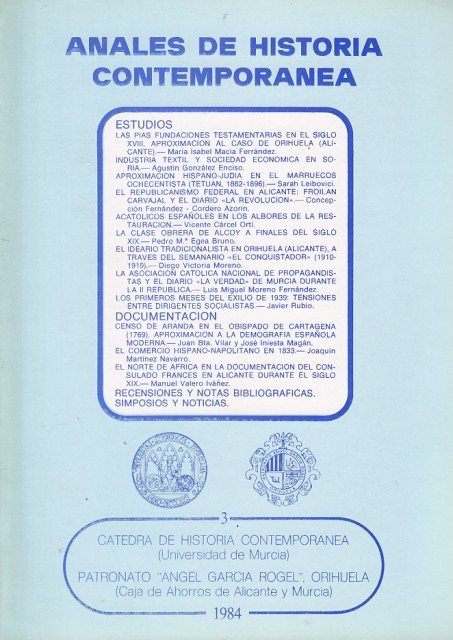 ANALES DE HISTORIA
CONTEMPORANEA
ESTUDIOS
LAS PIAS FUNDACIONES TESTAMENTARIAS EN EL SIGLO
XVIII. APROXIMACION AL CASO DE ORIHUELA (ALI-
CANTE).— María Isabel Macía Ferrández.
INDUSTRIA TEXTIL Y SOCIEDAD ECONOMICA EN SO-
RIA.— Agustín González Enciso.
APROXIMACION HISPANO-JUDIA EN EL MARRUECOS
OCHECENTISTA (TETUAN, 1862-1896).— Sarah Leibovici.
EL REPUBLICANISMO FEDERAL EN ALICANTE: FROILAN
CARVAJAL Y EL DIARIO «LA REVOLUCION».— Concep-
ción Fernández - Cordero Azorín.
ACATOLICOS ESPAÑOLES EN LOS ALBORES DE LA RES-
TAURACION.— Vicente Cárcel Ortí.
LA CLASE OBRERA DE ALCOY A FINALES DEL SIGLO
XIX.— Pedro M.ª Egea Bruno.
EL IDEARIO TRADICIONALISTA EN ORIHUELA (ALICANTE), A
TRAVES DEL SEMANARIO «EL CONQUISTADOR» (1910-
1919).— Diego Victoria Moreno.
LA ASOCIACION CATOLICA NACIONAL DE PROPAGANDIS-
TAS Y EL DIARIO «LA VERDAD» DE MURCIA DURANTE
LA II REPUBLICA.— Luis Miguel Moreno Fernández.
LOS PRIMEROS MESES DEL EXILIO DE 1939: TENSIONES
ENTRE DIRIGENTES SOCIALISTAS.— Javier Rubio.
DOCUMENTACION
CENSO DE ARANDA EN EL OBISPADO DE CARTAGENA
(1769). APROXIMACION A LA DEMOGRAFIA ESPAÑOLA
MODERNA.— Juan Bta. Vilar y José Iniesta Magán.
EL COMERCIO HISPANO-NAPOLITANO EN 1833.— Joaquín
Martínez Navarro.
EL NORTE DE AFRICA EN LA DOCUMENTACION DEL CON-
SULADO FRANCES EN ALICANTE DURANTE EL SIGLO
XIX.— Manuel Valero Iváñez.
RECENSIONES Y NOTAS BIBLIOGRAFICAS.
SIMPOSIOS Y NOTICIAS.
3
CATEDRA DE HISTORIA CONTEMPORANEA
(Universidad de Murcia)
PATRONATO "ANGEL GARCIA ROGEL", ORIHUELA
(Caja de Ahorros de Alicante y Murcia)
1984